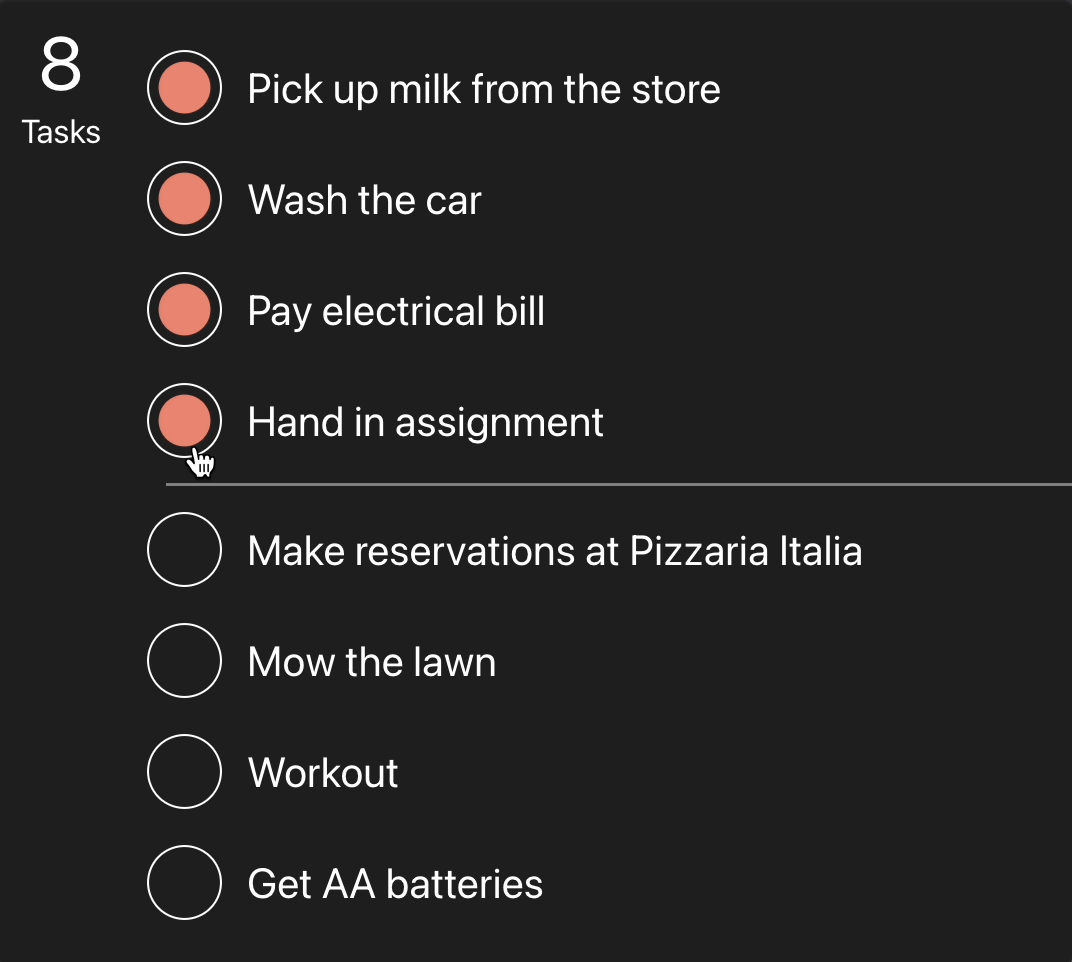 8
Tasks
Pick up milk from the store
Wash the car
Pay electrical bill
Hand in assignment
Make reservations at Pizzaria Italia
Mow the lawn
Workout
Get AA batteries